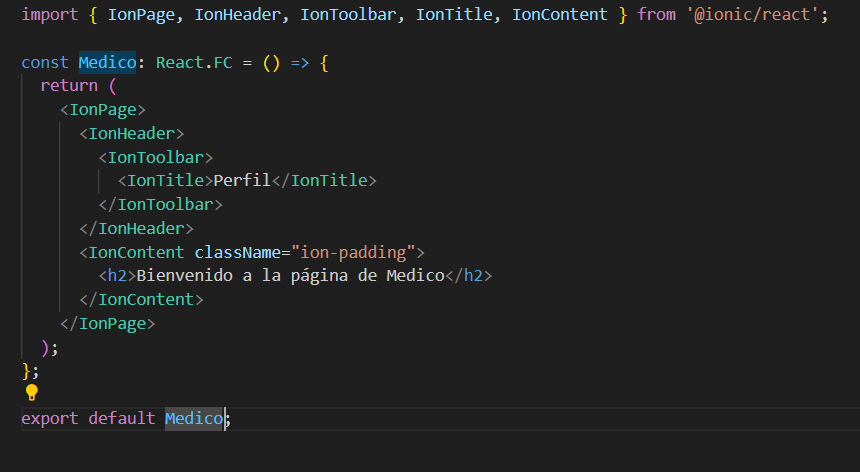 import { IonPage, IonHeader, IonToolbar, IonTitle, IonContent } from '@ionic/react';
const Medico: React.FC = () => {
return (
<IonPage>
<IonHeader>
<IonToolbar>
<IonTitle>Perfil</IonTitle>
</IonToolbar>
</IonHeader>
<IonContent className="ion-padding">
<h2>Bienvenido a la página de Medico</h2>
</IonContent>
</IonPage>
);
};
export default Medico;